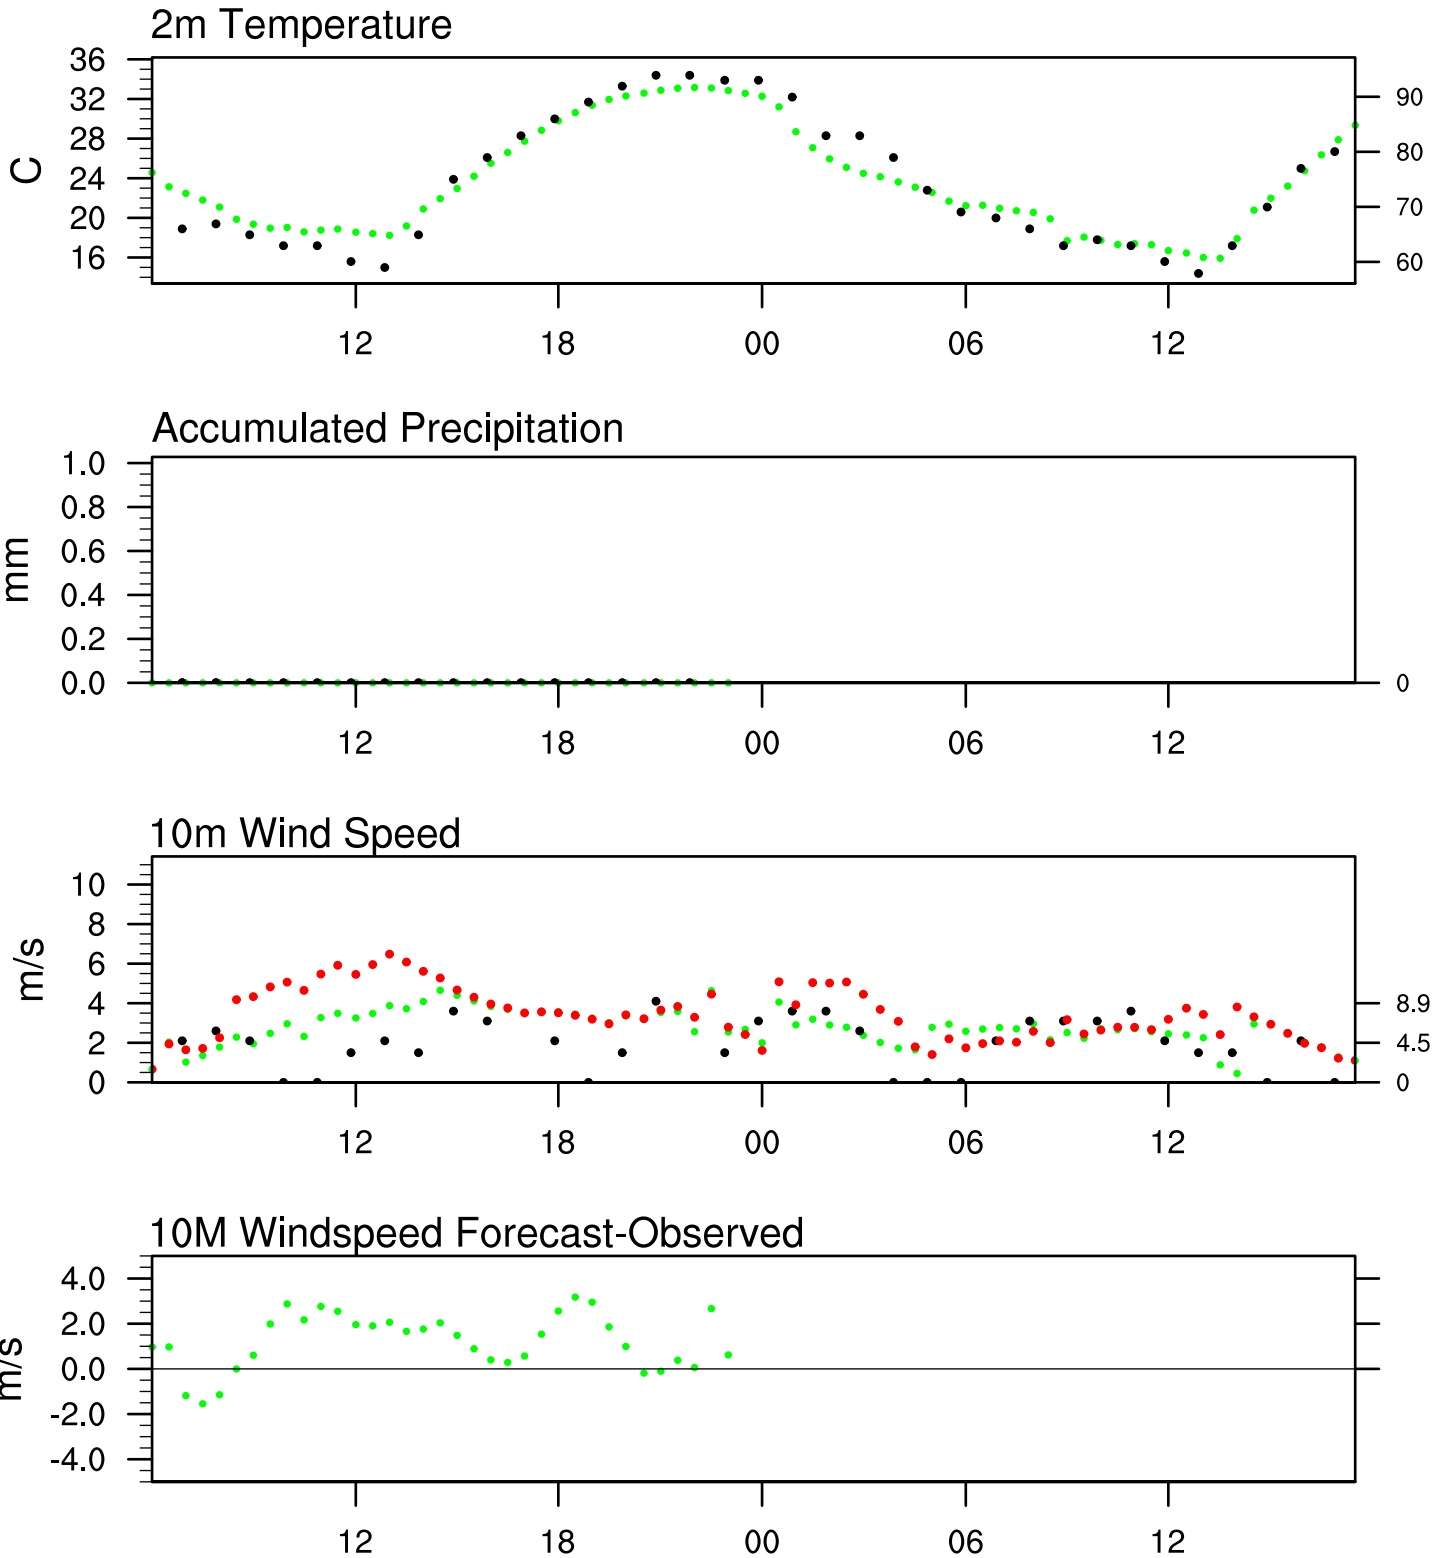 2m Temperature
36
32
28
24
20
16
C
90
80
70
60
12 18 00 06 12
Accumulated Precipitation
1.0
0.8
0.6
0.4
0.2
0.0
mm
0
12 18 00 06 12
10m Wind Speed
10
8
6
4
2
0
m/s
8.9
4.5
0
12 18 00 06 12
10M Windspeed Forecast-Observed
4.0
2.0
0.0
-2.0
-4.0
m/s
12 18 00 06 12